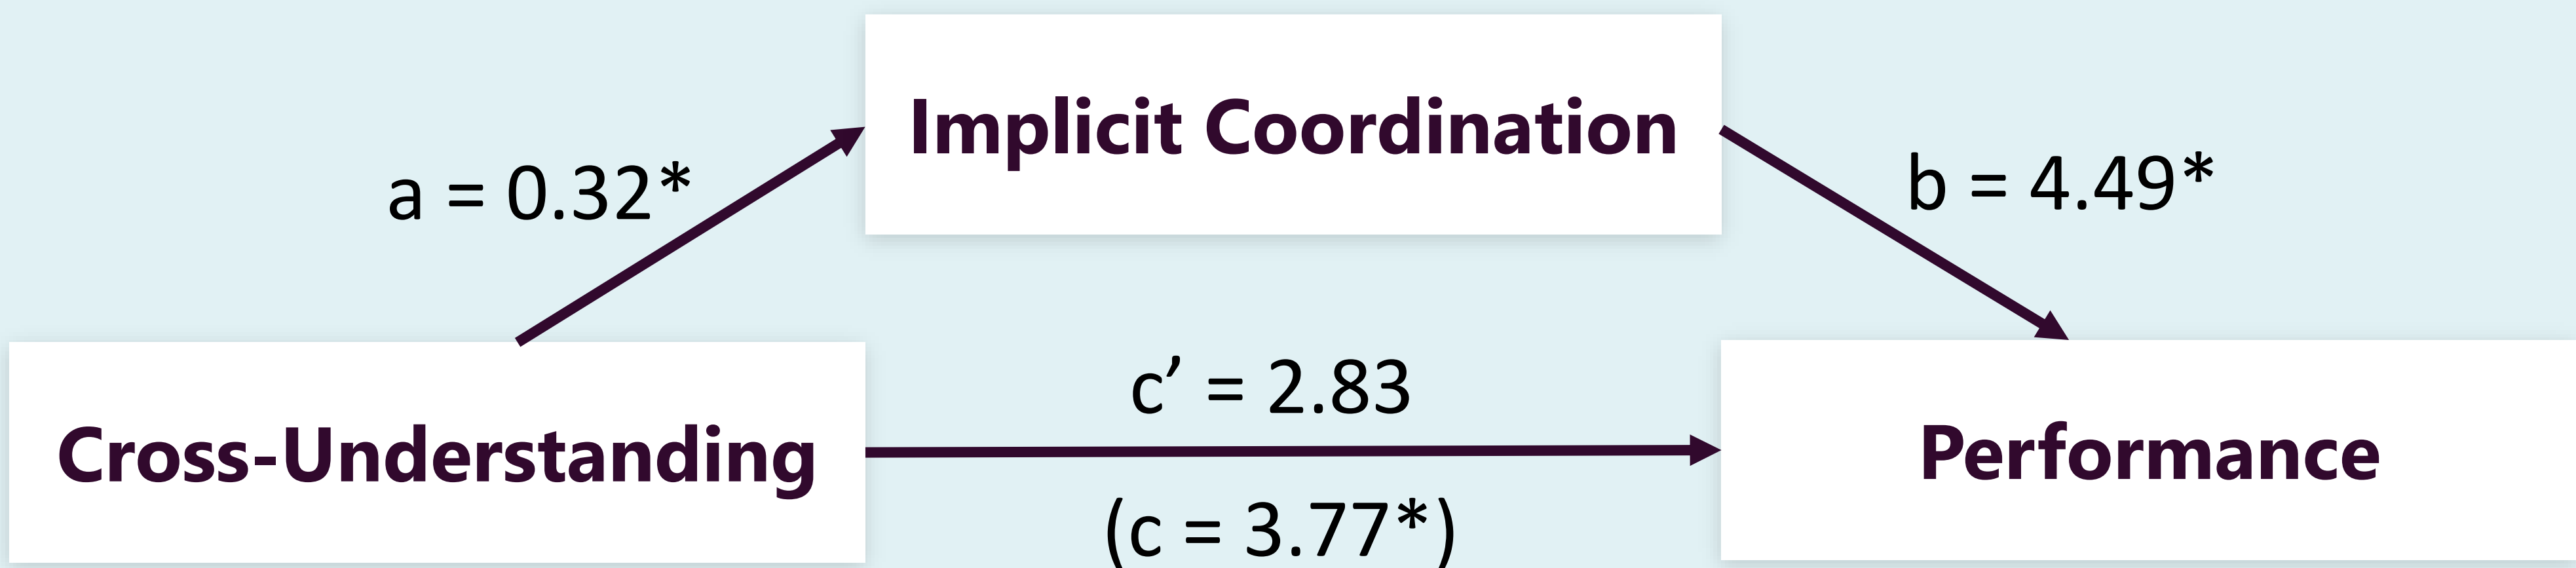 Implicit Coordination
a = 0.32*
b = 4.49*
c’ = 2.83
Cross-Understanding
Performance
(c = 3.77*)